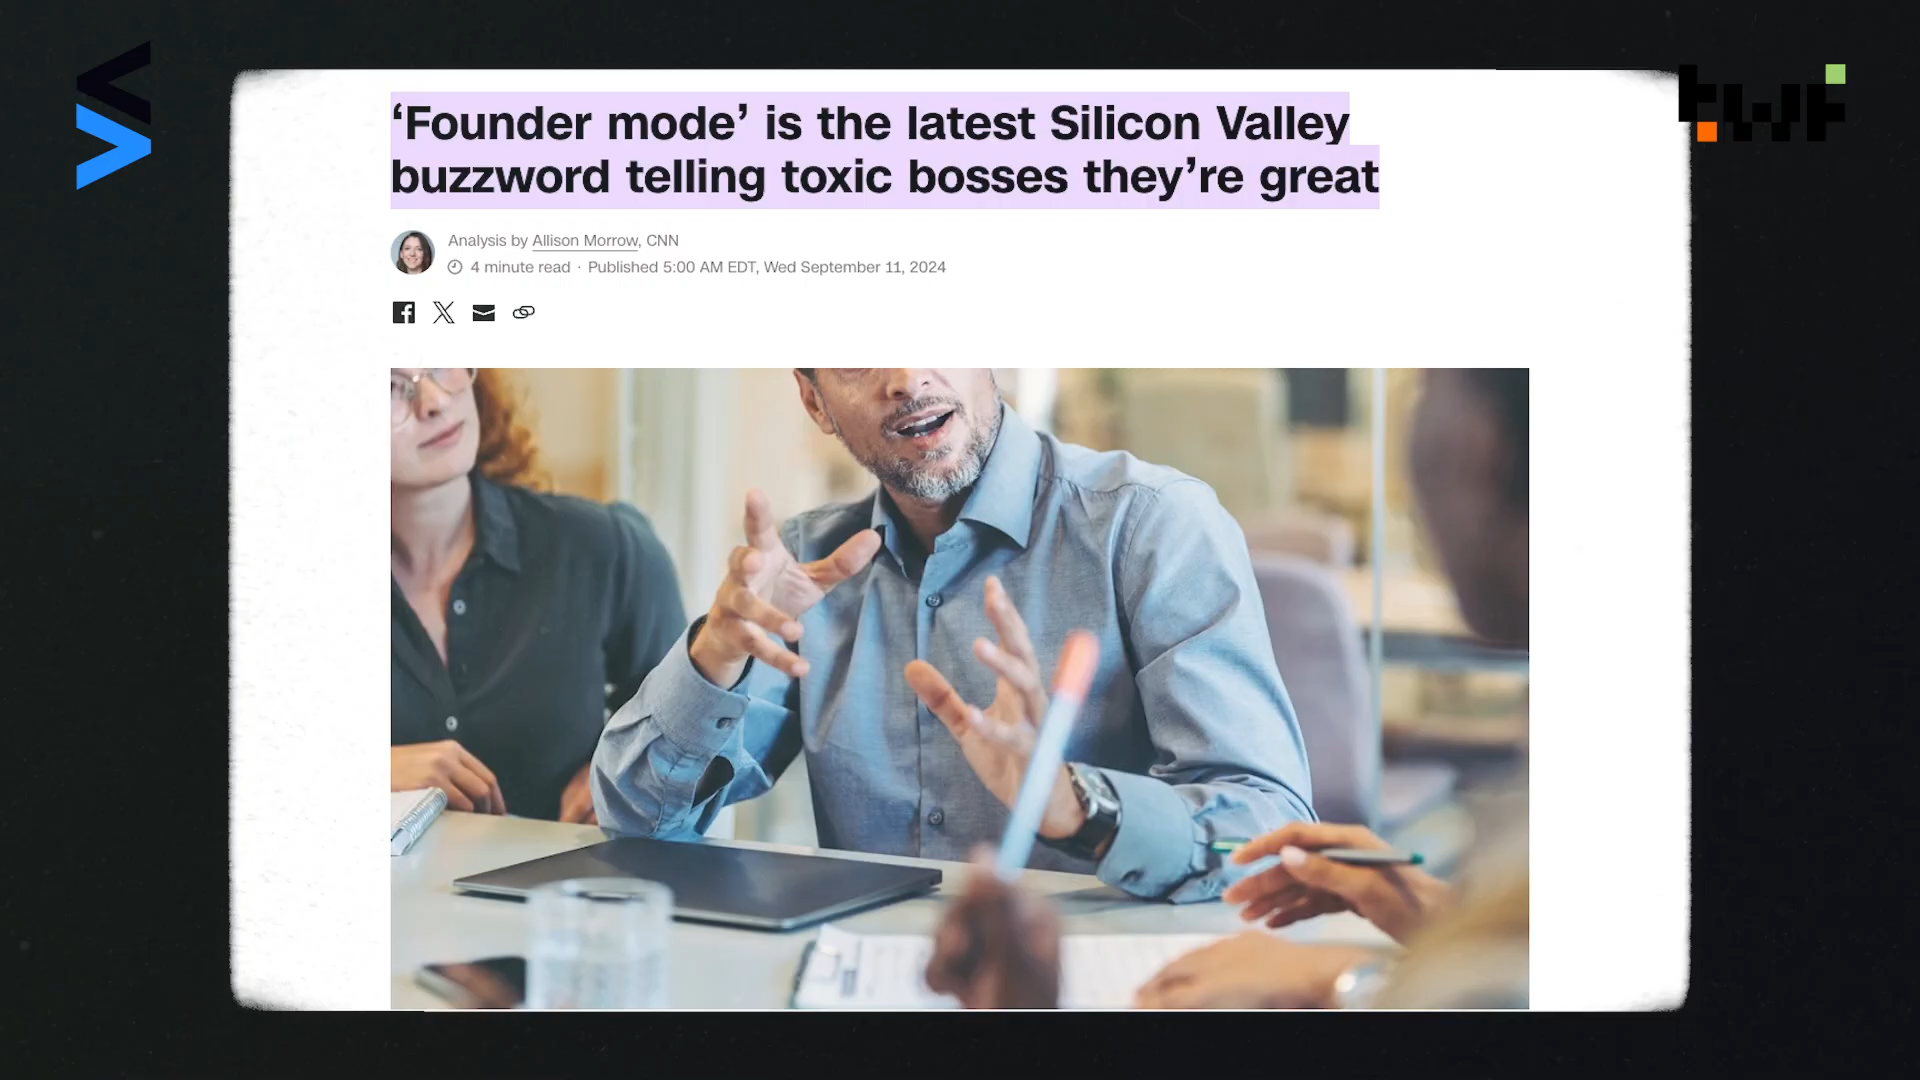 ‘Founder mode’ is the latest Silicon Valley
buzzword telling toxic bosses they’re great
Analysis by Allison Morrow, CNN
4 minute read · Published 5:00 AM EDT, Wed September 11, 2024
twf